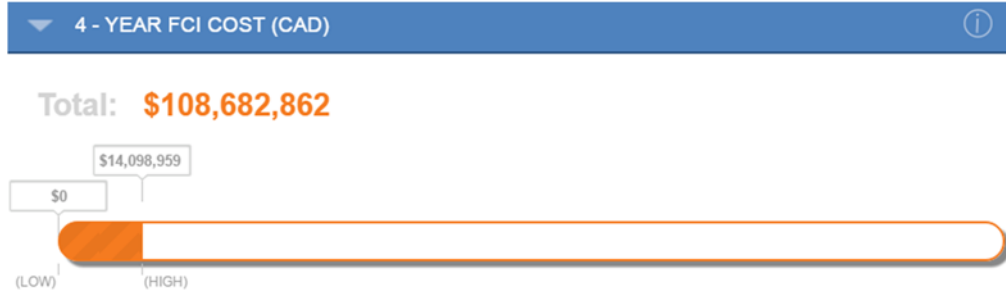 4 - YEAR FCI COST (CAD)
Total: $108,682,862
$14,098,959
$0
(LOW) (HIGH)